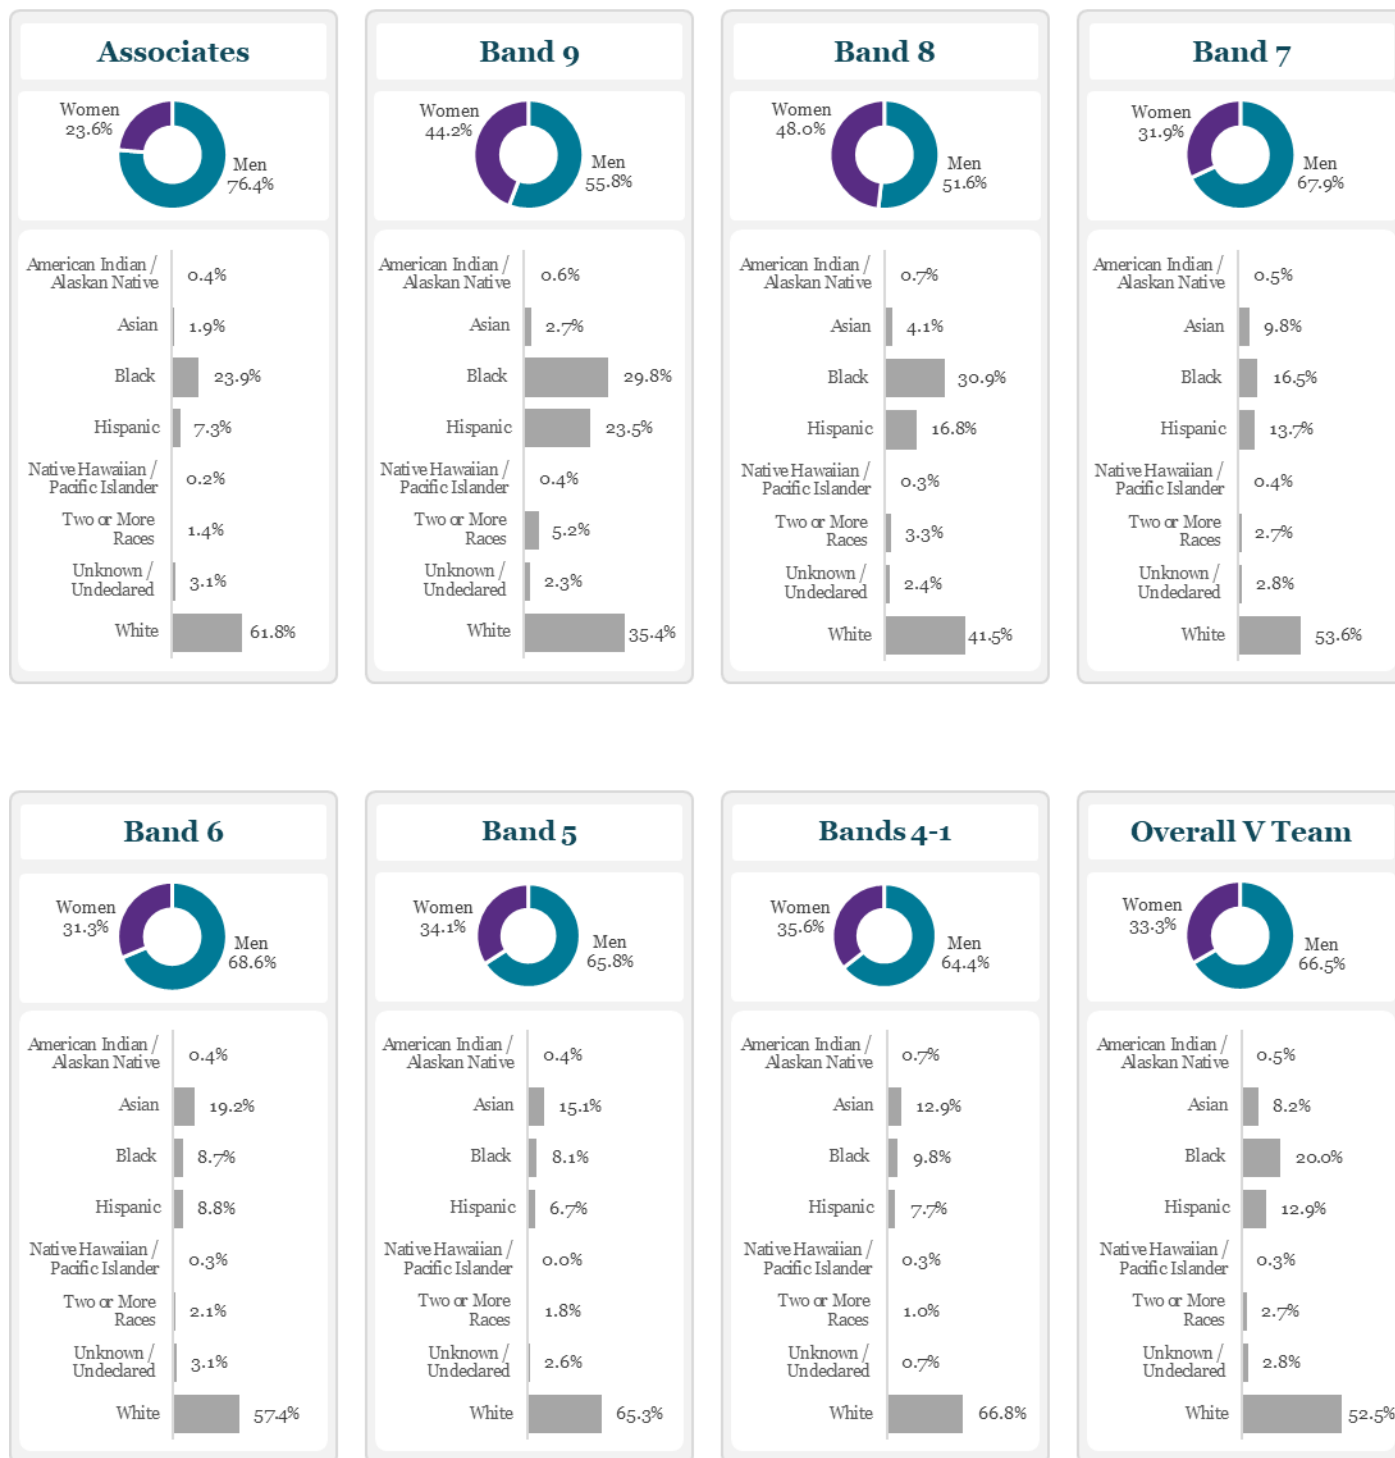 Associates
Women
23.6%
Men
76.4%
American Indian /
Alaskan Native
0.4%
Asian
1.9%
Black
23.9%
Hispanic
7.3%
Native Hawaiian /
Pacific Islander
0.2%
Two or More
Races
1.4%
Unknown /
Undeclared
3.1%
White
61.8%
Band 9
Women
44.2%
Men
55.8%
American Indian /
Alaskan Native
0.6%
Asian
2.7%
Black
29.8%
Hispanic
23.5%
Native Hawaiian /
Pacific Islander
0.4%
Two or More
Races
5.2%
Unknown /
Undeclared
2.3%
White
35.4%
Band 8
Women
48.0%
Men
51.6%
American Indian /
Alaskan Native
0.7%
Asian
4.1%
Black
30.9%
Hispanic
16.8%
Native Hawaiian /
Pacific Islander
0.3%
Two or More
Races
3.3%
Unknown /
Undeclared
2.4%
White
41.5%
Band 7
Women
31.9%
Men
67.9%
American Indian /
Alaskan Native
0.5%
Asian
9.8%
Black
16.5%
Hispanic
13.7%
Native Hawaiian /
Pacific Islander
0.4%
Two or More
Races
2.7%
Unknown /
Undeclared
2.8%
White
53.6%
Band 6
Women
31.3%
Men
68.6%
American Indian /
Alaskan Native
0.4%
Asian
19.2%
Black
8.7%
Hispanic
8.8%
Native Hawaiian /
Pacific Islander
0.3%
Two or More
Races
2.1%
Unknown /
Undeclared
3.1%
White
57.4%
Band 5
Women
34.1%
Men
65.8%
American Indian /
Alaskan Native
0.4%
Asian
15.1%
Black
8.1%
Hispanic
6.7%
Native Hawaiian /
Pacific Islander
0.0%
Two or More
Races
1.8%
Unknown /
Undeclared
2.6%
White
65.3%
Bands 4-1
Women
35.6%
Men
64.4%
American Indian /
Alaskan Native
0.7%
Asian
12.9%
Black
9.8%
Hispanic
7.7%
Native Hawaiian /
Pacific Islander
0.3%
Two or More
Races
1.0%
Unknown /
Undeclared
0.7%
White
66.8%
Overall V Team
Women
33.3%
Men
66.5%
American Indian /
Alaskan Native
0.5%
Asian
8.2%
Black
20.0%
Hispanic
12.9%
Native Hawaiian /
Pacific Islander
0.3%
Two or More
Races
2.7%
Unknown /
Undeclared
2.8%
White
52.5%